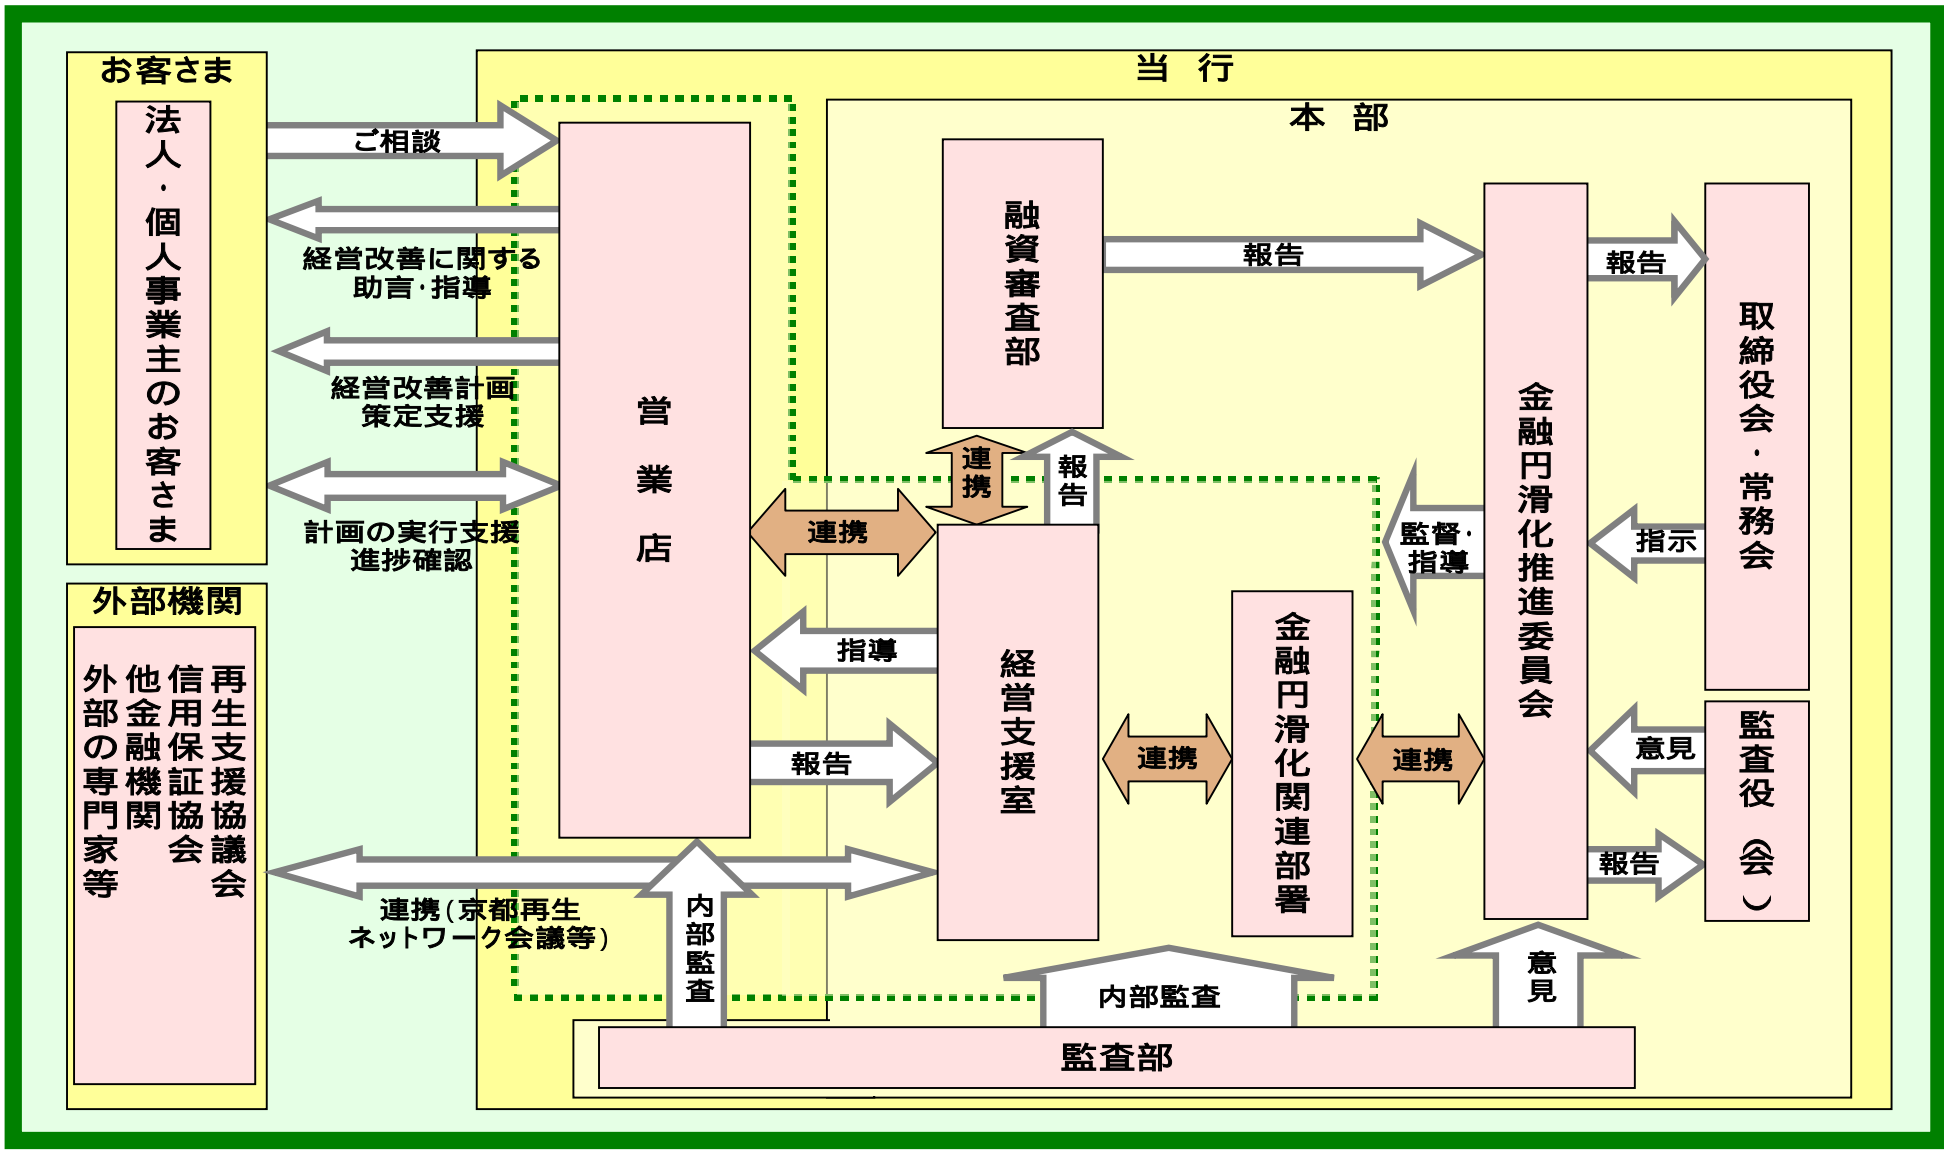 お客さま
法人・個人事業主のお客さま
外部機関
再生支援協議会
信用保証協会
他金融機関
外部の専門家等
ご相談
経営改善に関する
助言・指導
経営改善計画
策定支援
計画の実行支援
進捗確認
連携(京都再生
ネットワーク会議等)
当 行
営業店
本 部
融資審査部
報告
連携
報告
連携
指導
報告
経営支援室
連携
金融円滑化関連部署
連携
監督・
指導
金融円滑化推進委員会
報告
指示
取締役会・常務会
意見
報告
監査役(会)
内部監査
内部監査
意見
監査部